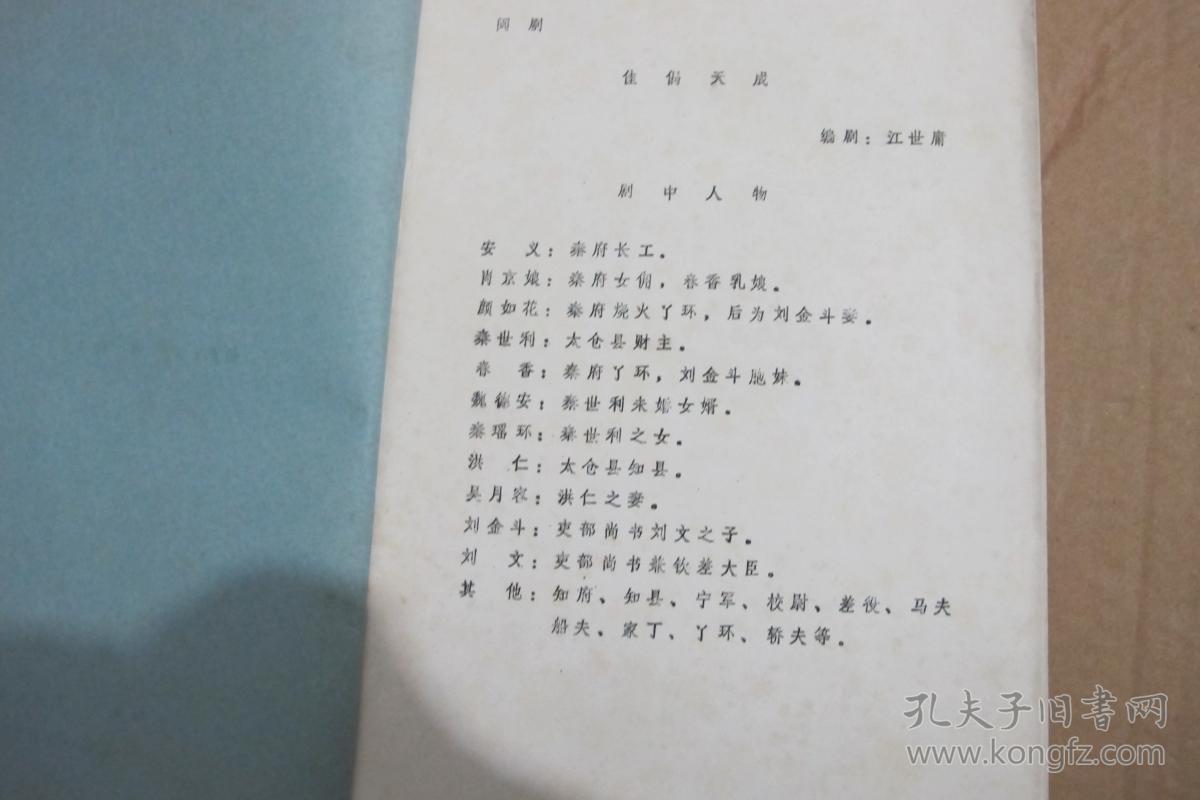 闽剧
佳偶天成
编剧：江世庸
剧中人物
安义：秦府长工。
肖京娘：秦府女佣，春香乳娘。
颜如花：秦府烧火丫环，后为刘金斗妾。
秦世利：太仓县财主。
春香：秦府丫环，刘金斗胞妹。
魏德安：秦世利未婚女婿。
秦瑶环：秦世利之女。
洪仁：太仓县知县。
吴月容：洪仁之妾。
刘金斗：吏部尚书刘文之子。
刘文：吏部尚书兼钦差大臣。
其他：知府、知县、宁军、校尉、差役、马夫
船夫、家丁、丫环、轿夫等。
孔夫子旧書网
www.kongfz.com